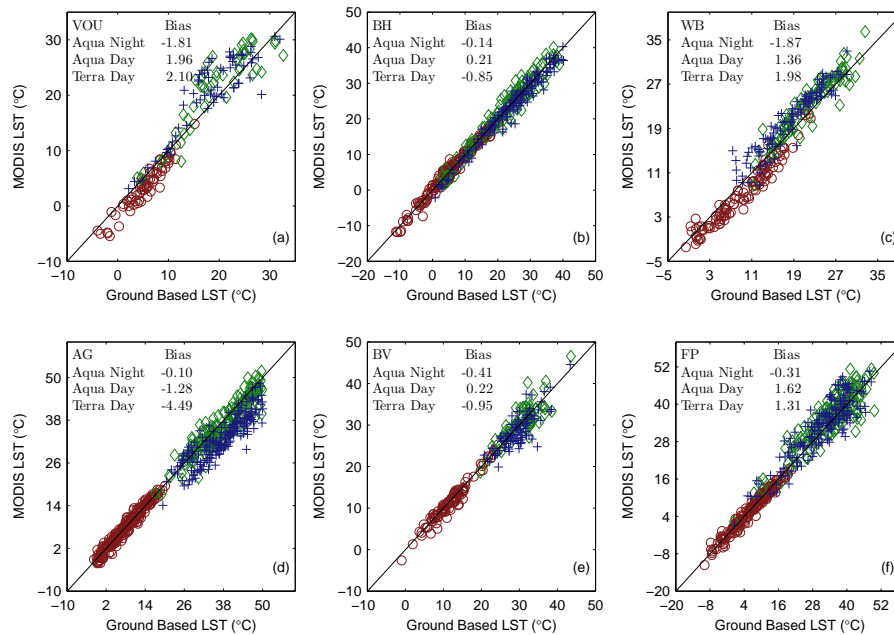 VOU Bias
Aqua Night -1.81
Aqua Day 1.96
Terra Day 2.10
30
20
10
0
−10
−10 0 10 20 30
MODIS LST (°C)
Ground Based LST (°C)
(a)
BH Bias
Aqua Night -0.14
Aqua Day 0.21
Terra Day -0.85
50
40
30
20
10
0
−10
−20
−20 −10 0 10 20 30 40 50
MODIS LST (°C)
Ground Based LST (°C)
(b)
WB Bias
Aqua Night -1.87
Aqua Day 1.36
Terra Day 1.98
35
27
19
11
3
−5
−5 3 11 19 27 35
MODIS LST (°C)
Ground Based LST (°C)
(c)
AG Bias
Aqua Night -0.10
Aqua Day -1.28
Terra Day -4.49
50
38
26
14
2
−10
−10 2 14 26 38 50
MODIS LST (°C)
Ground Based LST (°C)
(d)
BV Bias
Aqua Night -0.41
Aqua Day 0.22
Terra Day -0.95
50
40
30
20
10
0
−10
−10 0 10 20 30 40 50
MODIS LST (°C)
Ground Based LST (°C)
(e)
FP Bias
Aqua Night -0.31
Aqua Day 1.62
Terra Day 1.31
52
40
28
16
4
−8
−20
−20 −8 4 16 28 40 52
MODIS LST (°C)
Ground Based LST (°C)
(f)